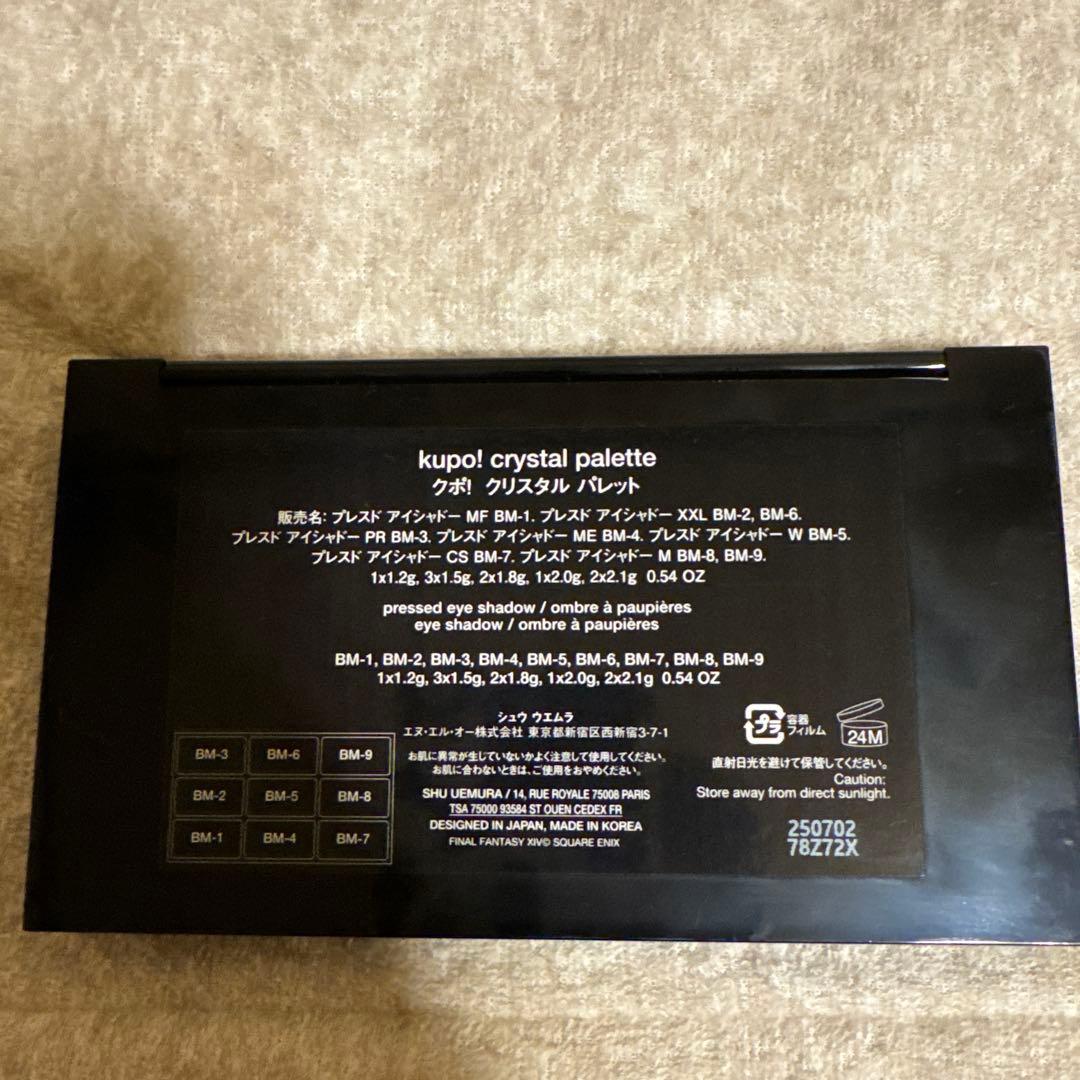 kupo! crystal palette
クポ! クリスタル パレット
販売名: プレスド アイシャドー MF BM-1. プレスド アイシャドー XXL BM-2, BM-6.
プレスド アイシャドー PR BM-3. プレスド アイシャドー ME BM-4. プレスド アイシャドー W BM-5.
プレスド アイシャドー CS BM-7. プレスド アイシャドー M BM-8, BM-9.
1x1.2g, 3x1.5g, 2x1.8g, 1x2.0g, 2x2.1g 0.54 OZ
pressed eye shadow / ombre à paupières
eye shadow / ombre à paupières
BM-1, BM-2, BM-3, BM-4, BM-5, BM-6, BM-7, BM-8, BM-9
1x1.2g, 3x1.5g, 2x1.8g, 1x2.0g, 2x2.1g 0.54 OZ
BM-3 BM-6 BM-9
BM-2 BM-5 BM-8
BM-1 BM-4 BM-7
シュウ ウエムラ
エヌ・エル・オー株式会社 東京都新宿区西新宿3-7-1
お肌に異常が生じていないかよく注意して使用してください。
お肌に合わないときは、ご使用をおやめください。
SHU UEMURA / 14, RUE ROYALE 75008 PARIS
TSA 75000 93584 ST OUEN CEDEX FR
DESIGNED IN JAPAN, MADE IN KOREA
FINAL FANTASY XIV© SQUARE ENIX
プラ
容器
フィルム
24M
直射日光を避けて保管してください。
Caution:
Store away from direct sunlight.
250702
78Z72X